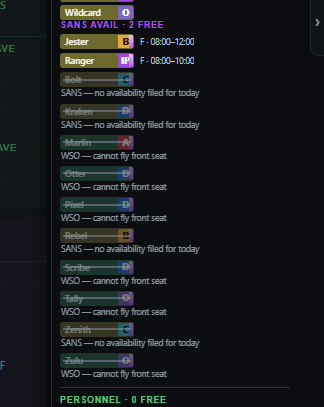 S
Wildcard O
SANS AVAIL · 2 FREE
Jester B F · 08:00–12:00
AVE
Ranger IP F · 08:00–10:00
Bolt C
SANS — no availability filed for today
Kraken D
SANS — no availability filed for today
Marlin A
WSO — cannot fly front seat
AVE
Otter D
WSO — cannot fly front seat
Pixel D
WSO — cannot fly front seat
Rebel B
SANS — no availability filed for today
Scribe D
WSO — cannot fly front seat
Tally O
WSO — cannot fly front seat
Zenith C
SANS — no availability filed for today
Zulu O
WSO — cannot fly front seat
F
PERSONNEL · 0 FREE